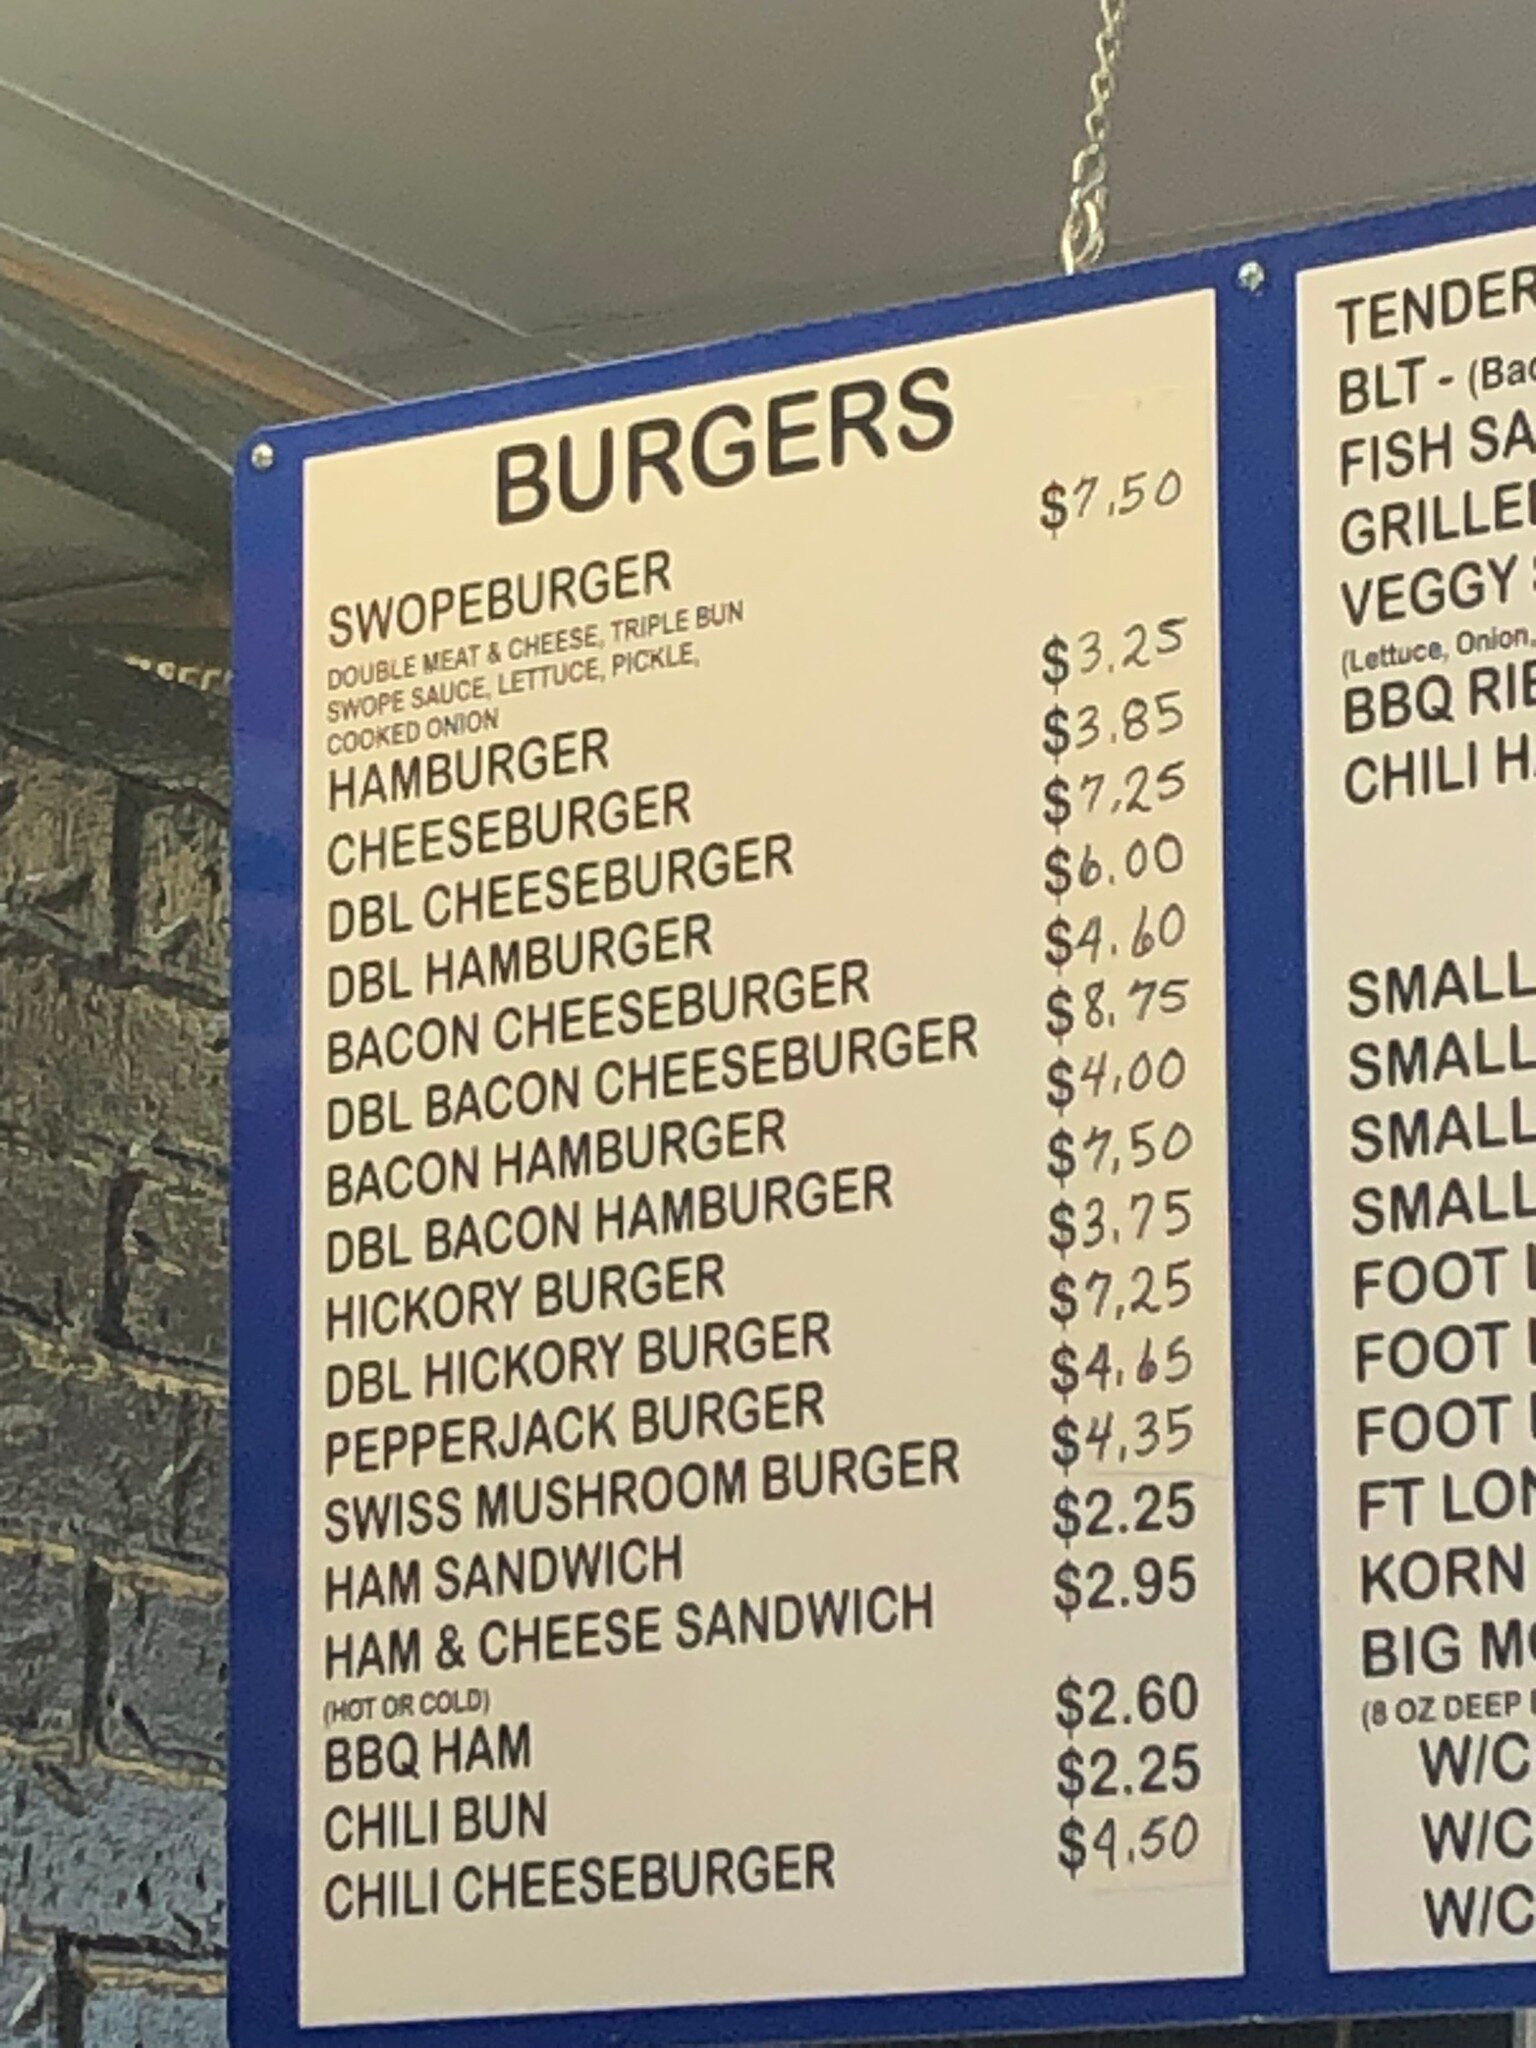 BURGERS
SWOPEBURGER $7.50
DOUBLE MEAT & CHEESE, TRIPLE BUN
SWOPE SAUCE, LETTUCE, PICKLE,
COOKED ONION
HAMBURGER $3.25
CHEESEBURGER $3.85
DBL CHEESEBURGER $7.25
DBL HAMBURGER $6.00
BACON CHEESEBURGER $4.60
DBL BACON CHEESEBURGER $8.75
BACON HAMBURGER $4.00
DBL BACON HAMBURGER $7.50
HICKORY BURGER $3.75
DBL HICKORY BURGER $7.25
PEPPERJACK BURGER $4.65
SWISS MUSHROOM BURGER $4.35
HAM SANDWICH $2.25
HAM & CHEESE SANDWICH $2.95
(HOT OR COLD)
BBQ HAM $2.60
CHILI BUN $2.25
CHILI CHEESEBURGER $4.50
TENDER
BLT - (Bac
FISH SA
GRILLE
VEGGY
(Lettuce, Onion,
BBQ RI
CHILI H
SMALL
SMALL
SMALL
SMALL
FOOT
FOOT
FOOT
FT LON
KORN
BIG M
(8 OZ DEEP
W/C
W/C
W/C